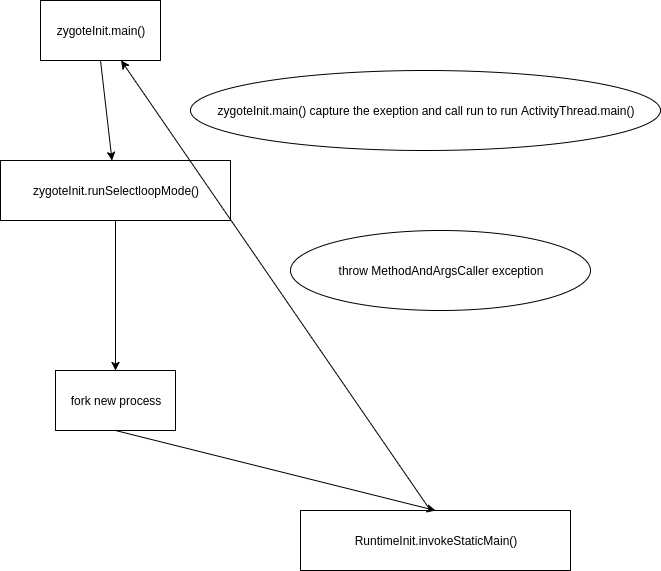 zygoteInit.main()
zygoteInit.main() capture the exeption and call run to run ActivityThread.main()
zygoteInit.runSelectloopMode()
throw MethodAndArgsCaller exception
fork new process
RuntimeInit.invokeStaticMain()